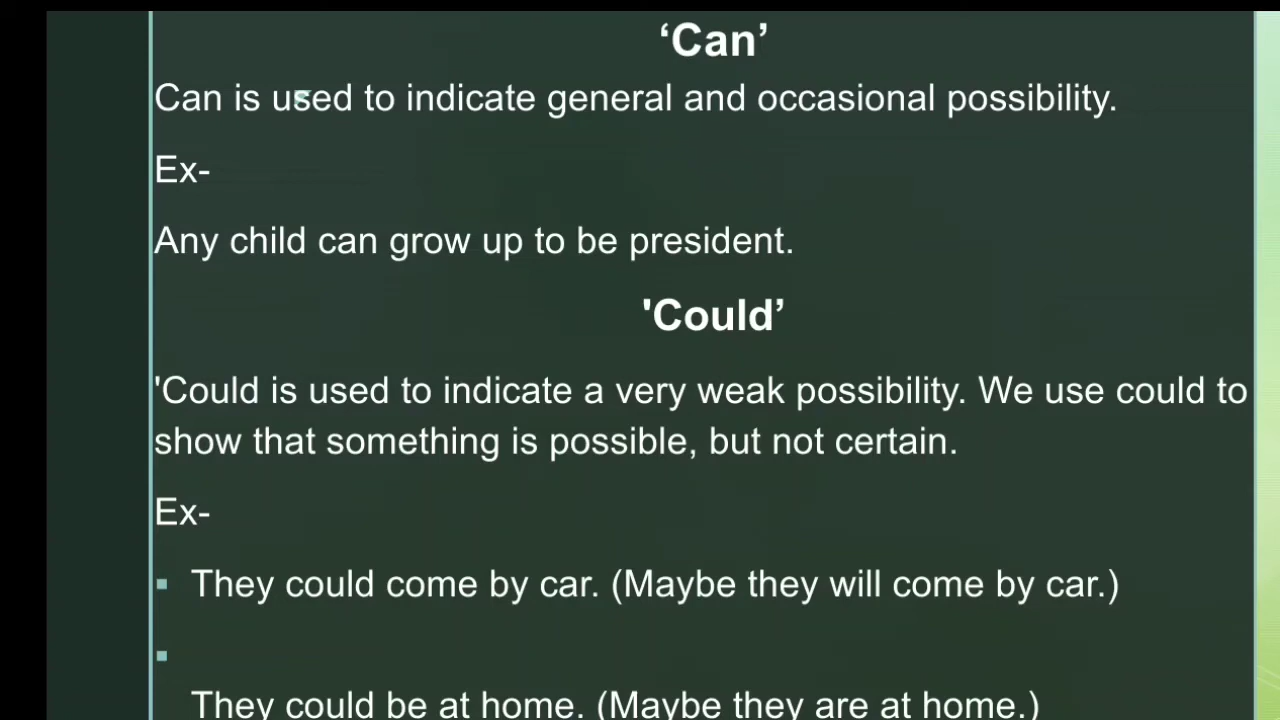 ‘Can’
Can is used to indicate general and occasional possibility.
Ex-
Any child can grow up to be president.
'Could’
'Could is used to indicate a very weak possibility. We use could to
show that something is possible, but not certain.
Ex-
▪ They could come by car. (Maybe they will come by car.)
▪
They could be at home. (Maybe they are at home.)